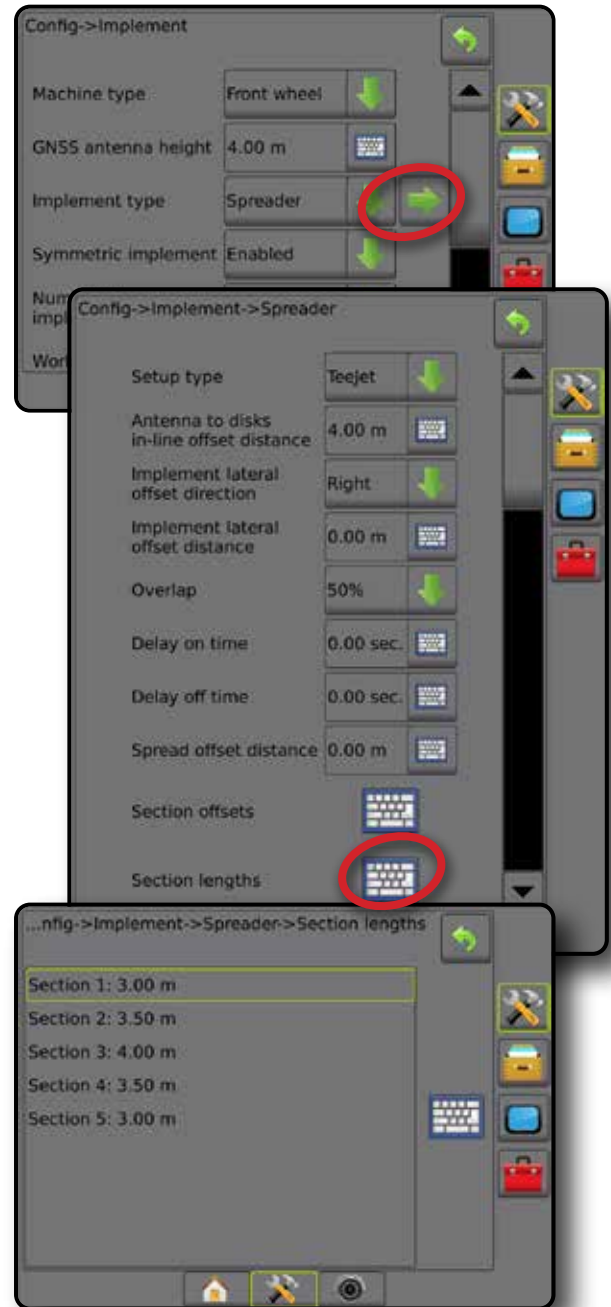 Config->Implement
Machine type Front wheel
GNSS antenna height 4.00 m
Implement type Spreader
Symmetric implement Enabled
Config->Implement->Spreader
Setup type TeeJet
Antenna to disks
in-line offset distance 4.00 m
Implement lateral
offset direction Right
Implement lateral
offset distance 0.00 m
Overlap 50%
Delay on time 0.00 sec.
Delay off time 0.00 sec.
Spread offset distance 0.00 m
Section offsets
Section lengths
...nfig->Implement->Spreader->Section lengths
Section 1: 3.00 m
Section 2: 3.50 m
Section 3: 4.00 m
Section 4: 3.50 m
Section 5: 3.00 m